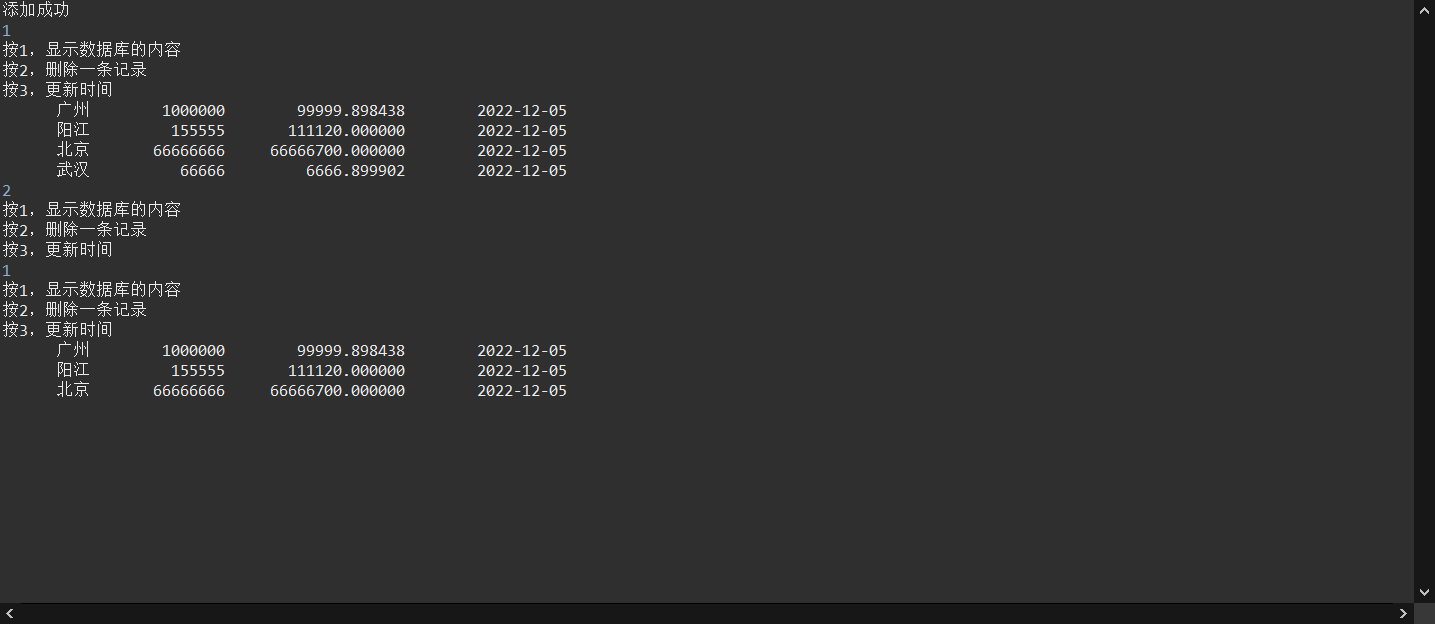 添加成功
1
按1，显示数据库的内容
按2，删除一条记录
按3，更新时间
广州 1000000 99999.898438 2022-12-05
阳江 155555 111120.000000 2022-12-05
北京 66666666 66666700.000000 2022-12-05
武汉 66666 6666.899902 2022-12-05
2
按1，显示数据库的内容
按2，删除一条记录
按3，更新时间
1
按1，显示数据库的内容
按2，删除一条记录
按3，更新时间
广州 1000000 99999.898438 2022-12-05
阳江 155555 111120.000000 2022-12-05
北京 66666666 66666700.000000 2022-12-05